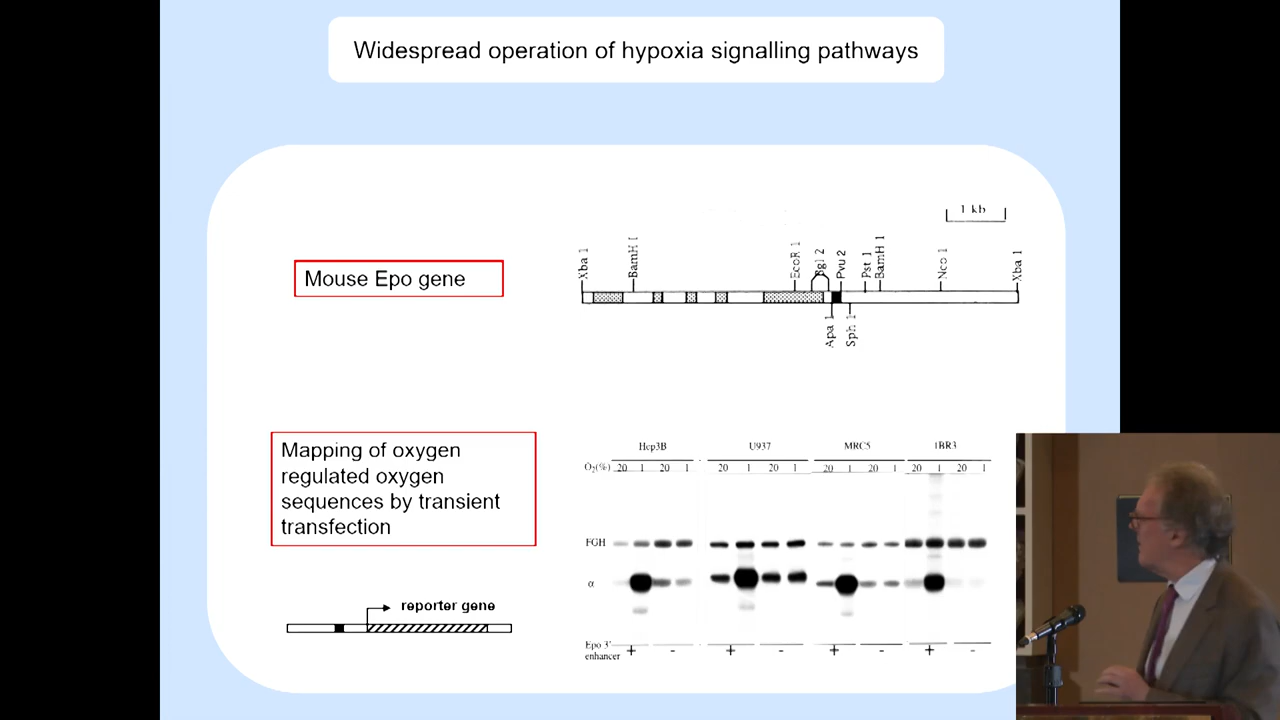 Widespread operation of hypoxia signalling pathways
1 kb
Mouse Epo gene
Xba 1
BamH 1
EcoR 1
Bgl 2
Pvu 2
Pst 1
BamH 1
Nco 1
Xba 1
Apa 1
Sph 1
Mapping of oxygen
regulated oxygen
sequences by transient
transfection
Hep3B U937 MRC5 1BR3
O₂(%) 20 1 20 1 20 1 20 1 20 1 20 1 20 1 20 1
FGH
α
reporter gene
Epo 3'
enhancer + - + - + - + -